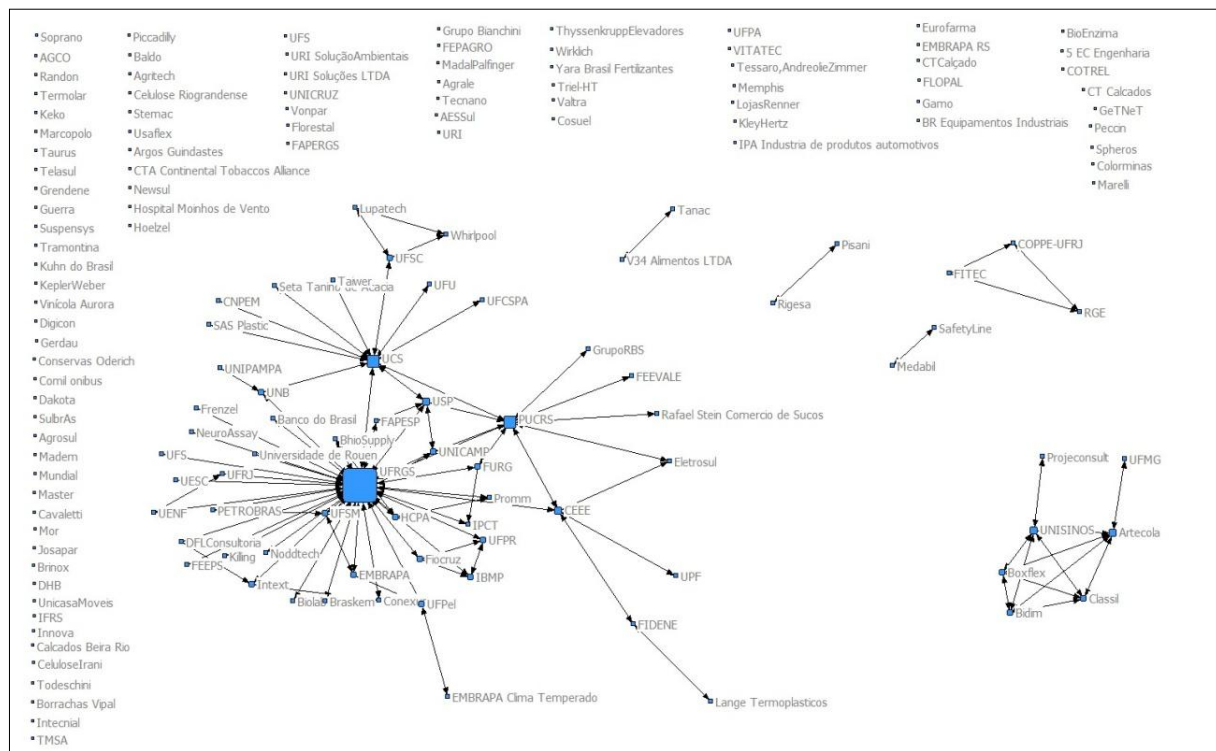 Soprano
AGCO
Randon
Termolar
Keko
Marcopolo
Taurus
Telasul
Grendene
Guerra
Suspensys
Tramontina
Kuhn do Brasil
KeplerWeber
Vinícola Aurora
Digicon
Gerdau
Conservas Oderich
Comil onibus
Dakota
SulbrAs
Agrosul
Madem
Mundial
Master
Cavaletti
Mor
Josapar
Brinox
DHB
UnicasaMoveis
IFRS
Innova
Calcados Beira Rio
CeluloseIrani
Todeschini
Borrachas Vipal
Intecnial
TMSA
Piccadilly
Baldo
Agritech
Celulose Riograndense
Stemac
Usaflex
Argos Guindastes
CTA Continental Tobaccos Alliance
Newsul
Hospital Moinhos de Vento
Hoelzel
UFS
URI SoluçãoAmbientais
URI Soluções LTDA
UNICRUZ
Vonpar
Florestal
FAPERGS
Grupo Bianchini
FEPAGRO
MadalPalfinger
Agrale
Tecnano
AESSul
URI
ThyssenkruppElevadores
Wirklich
Yara Brasil Fertilizantes
Triel-HT
Valtra
Cosuel
UFPA
VITATEC
Tessaro,AndreolieZimmer
Memphis
LojasRenner
KleyHertz
IPA Industria de produtos automotivos
Eurofarma
EMBRAPA RS
CTCalçado
FLOPAL
Gamo
BR Equipamentos Industriais
BioEnzima
5 EC Engenharia
COTREL
CT Calcados
GeTNeT
Peccin
Spheros
Colorminas
Marelli
Lupatech
Whirlpool
UFSC
Taiwer
Seta Tanino de Acacia
UFU
CNPEM
UFCSPA
SAS Plastic
UCS
UNIPAMPA
UNB
USP
Frenzel
Banco do Brasil
FAPESP
PUCRS
NeuroAssay
BhioSupply
UFS
Universidade de Rouen
UNICAMP
UESC
UFRJ
UFRGS
FURG
UENF
PETROBRAS
UFSM
HCPA
Promm
IPCT
CEEE
DFLConsultoria
Killing
Noddtech
UFPR
FEEPS
Fiocruz
IBMP
Intext
EMBRAPA
Biolab
Braskem
UFPel
EMBRAPA Clima Temperado
GrupoRBS
FEEVALE
Rafael Stein Comercio de Sucos
Eletrosul
UPF
FIDENE
Lange Termoplasticos
Tanac
V34 Alimentos LTDA
Pisani
Rigesa
COPPE-UFRJ
FITEC
RGE
SafetyLine
Medabil
Projeconsult
UFMG
UNISINOS
Artecola
Boxflex
Classil
Bidim